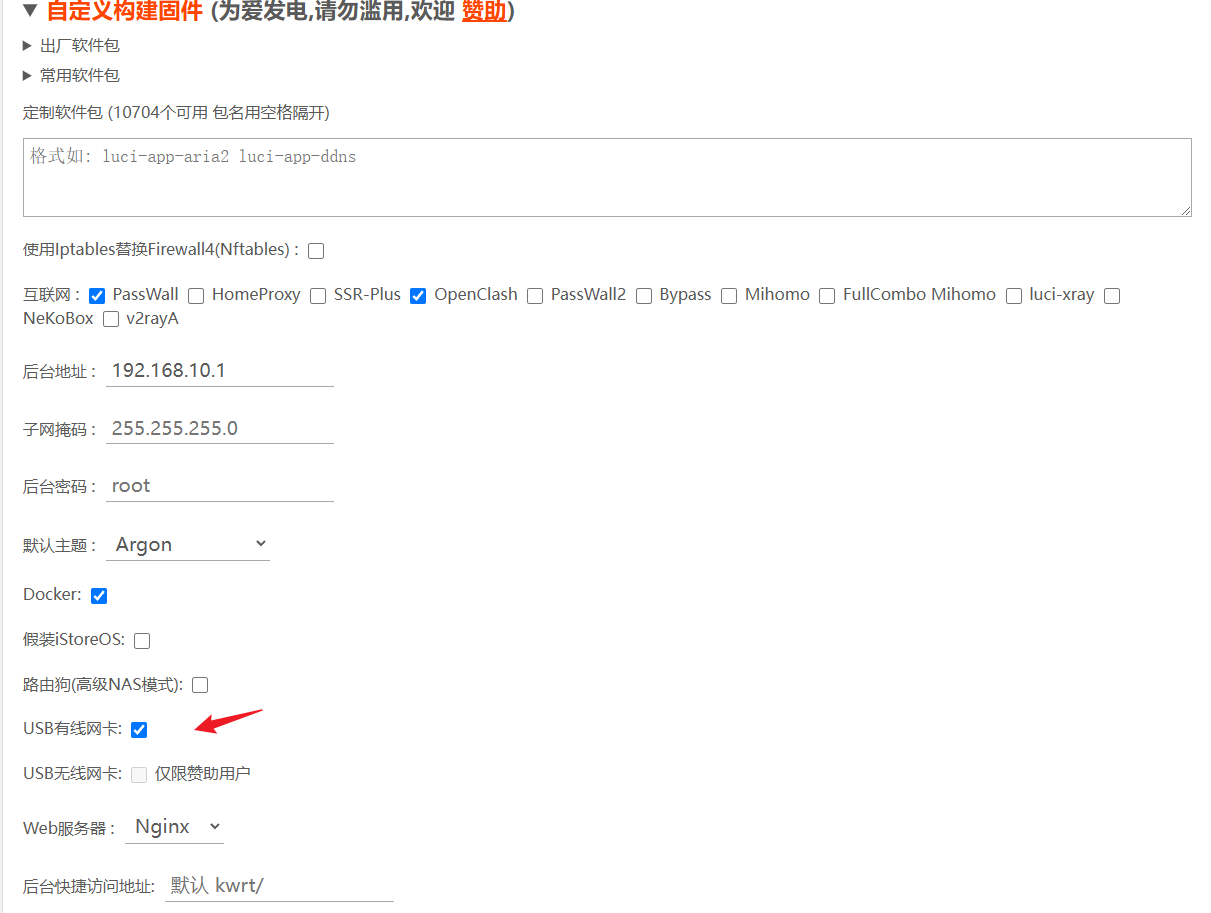 ▼ 自定义构建固件 (为爱发电,请勿滥用,欢迎 赞助)
▶ 出厂软件包
▶ 常用软件包
定制软件包 (10704个可用 包名用空格隔开)
格式如: luci-app-aria2 luci-app-ddns
使用Iptables替换Firewall4(Nftables) :
互联网 : PassWall HomeProxy SSR-Plus OpenClash PassWall2 Bypass Mihomo FullCombo Mihomo luci-xray
NeKoBox v2rayA
后台地址 : 192.168.10.1
子网掩码 : 255.255.255.0
后台密码 : root
默认主题 : Argon
Docker:
假装iStoreOS:
路由狗(高级NAS模式):
USB有线网卡:
USB无线网卡: 仅限赞助用户
Web服务器 : Nginx
后台快捷访问地址: 默认 kwrt/